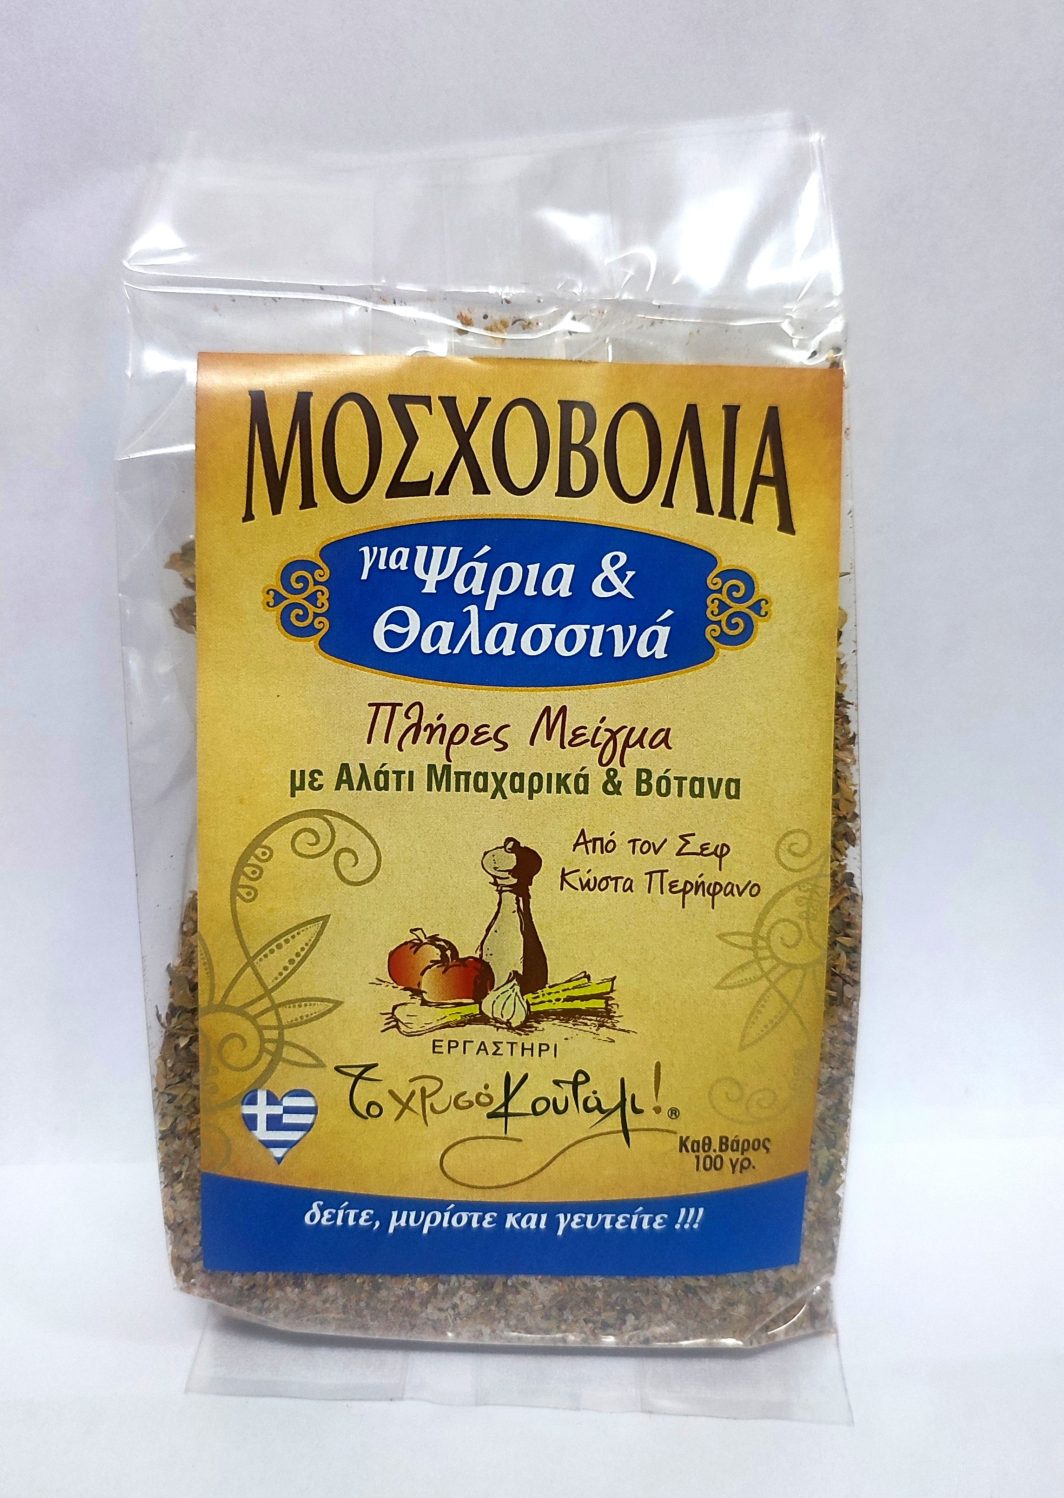 ΜΟΣΧΟΒΟΛΙΑ
για Ψάρια &
Θαλασσινά
Πλήρες Μείγμα
με Αλάτι Μπαχαρικά & Βότανα
Από τον Σεφ
Κώστα Περήφανο
ΕΡΓΑΣΤΗΡΙ
Το χρυσό Κουτάλι!®
Καθ.Βάρος
100 γρ.
δείτε, μυρίστε και γευτείτε !!!